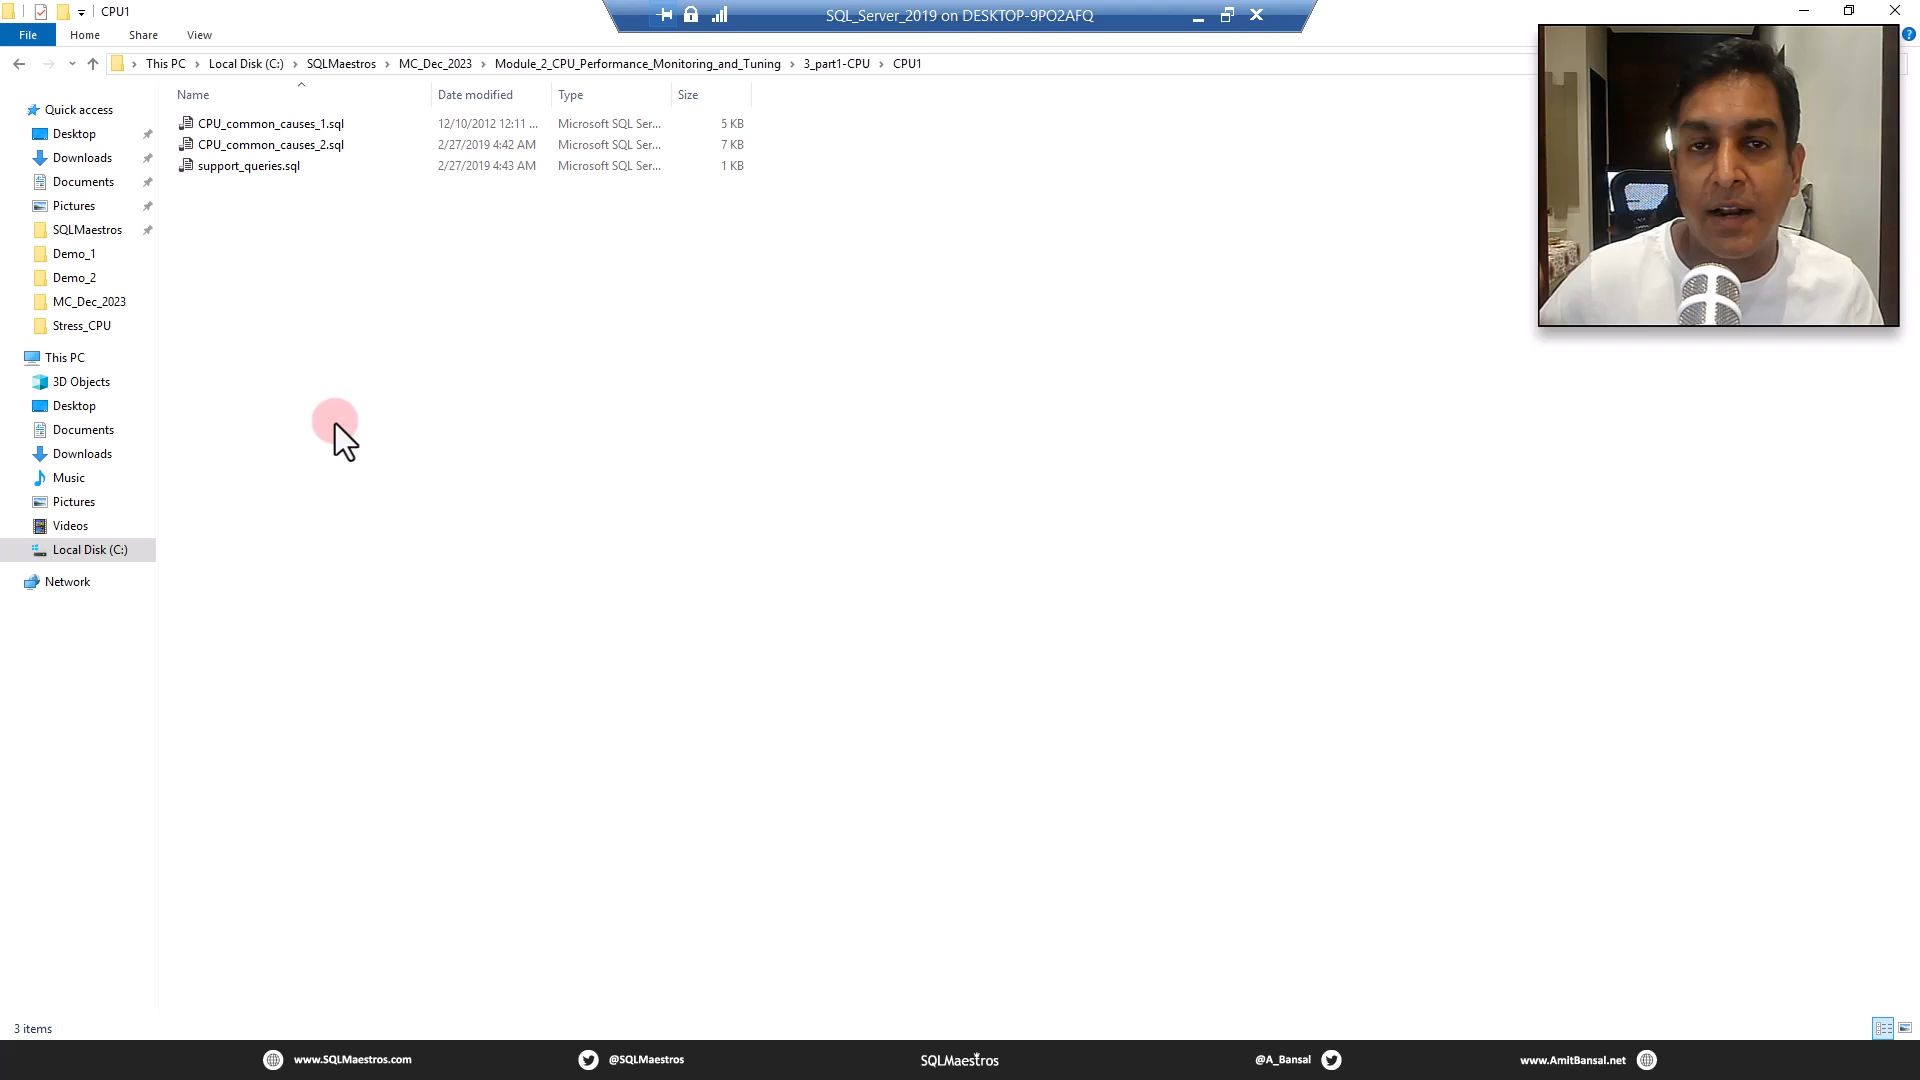 CPU1
SQL_Server_2019 on DESKTOP-9PO2AFQ
File Home Share View
This PC Local Disk (C:) SQLMaestros MC_Dec_2023 Module_2_CPU_Performance_Monitoring_and_Tuning 3_part1-CPU CPU1
Name Date modified Type Size
CPU_common_causes_1.sql 12/10/2012 12:11 ... Microsoft SQL Ser... 5 KB
CPU_common_causes_2.sql 2/27/2019 4:42 AM Microsoft SQL Ser... 7 KB
support_queries.sql 2/27/2019 4:43 AM Microsoft SQL Ser... 1 KB
Quick access
Desktop
Downloads
Documents
Pictures
SQLMaestros
Demo_1
Demo_2
MC_Dec_2023
Stress_CPU
This PC
3D Objects
Desktop
Documents
Downloads
Music
Pictures
Videos
Local Disk (C:)
Network
3 items
www.SQLMaestros.com @SQLMaestros SQLMaestros @A_Bansal www.AmitBansal.net